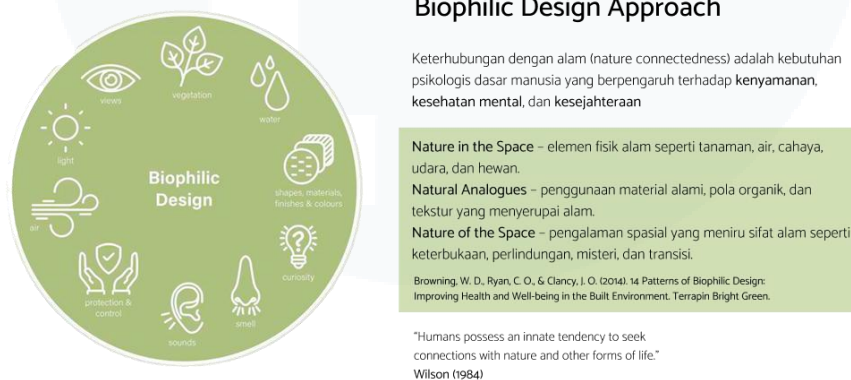 Biophilic Design Approach
Keterhubungan dengan alam (nature connectedness) adalah kebutuhan
psikologis dasar manusia yang berpengaruh terhadap kenyamanan,
kesehatan mental, dan kesejahteraan
Nature in the Space – elemen fisik alam seperti tanaman, air, cahaya,
udara, dan hewan.
Natural Analogues – penggunaan material alami, pola organik, dan
tekstur yang menyerupai alam.
Nature of the Space – pengalaman spasial yang meniru sifat alam seperti
keterbukaan, perlindungan, misteri, dan transisi.
Browning, W. D., Ryan, C. O., & Clancy, J. O. (2014). 14 Patterns of Biophilic Design:
Improving Health and Well-being in the Built Environment. Terrapin Bright Green.
“Humans possess an innate tendency to seek
connections with nature and other forms of life.”
Wilson (1984)
Biophilic
Design
views
vegetation
water
shapes, materials,
finishes & colours
curiosity
smell
sounds
protection &
control
air
light